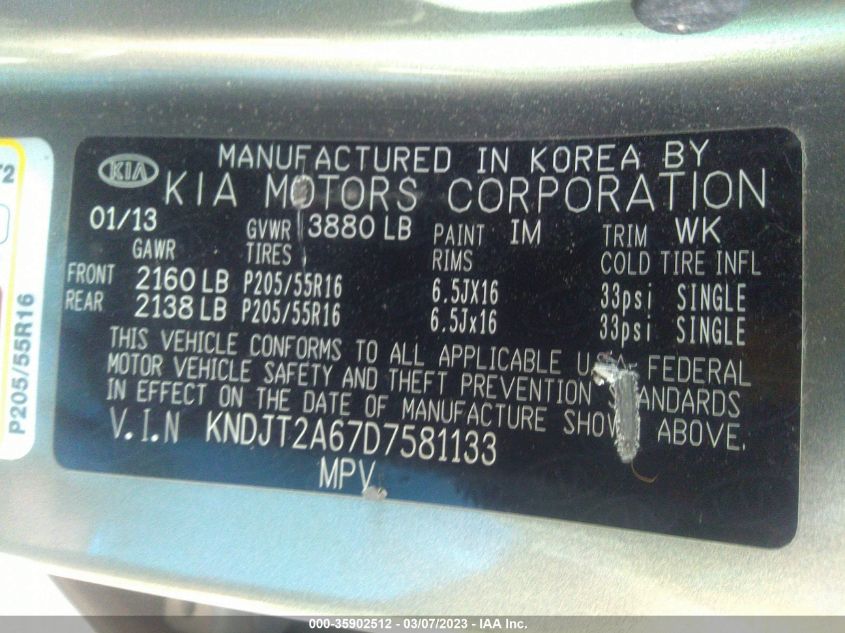 KIA MANUFACTURED IN KOREA BY
KIA MOTORS CORPORATION
01/13 GVWR 3880 LB PAINT IM TRIM WK
GAWR TIRES RIMS COLD TIRE INFL
FRONT 2160 LB P205/55R16 6.5JX16 33psi SINGLE
REAR 2138 LB P205/55R16 6.5Jx16 33psi SINGLE
THIS VEHICLE CONFORMS TO ALL APPLICABLE U.S.A. FEDERAL
MOTOR VEHICLE SAFETY AND THEFT PREVENTION STANDARDS
IN EFFECT ON THE DATE OF MANUFACTURE SHOWN ABOVE.
V.I.N KNDJT2A67D7581133
MPV
P205/55R16
000-35902512 - 03/07/2023 - IAA Inc.